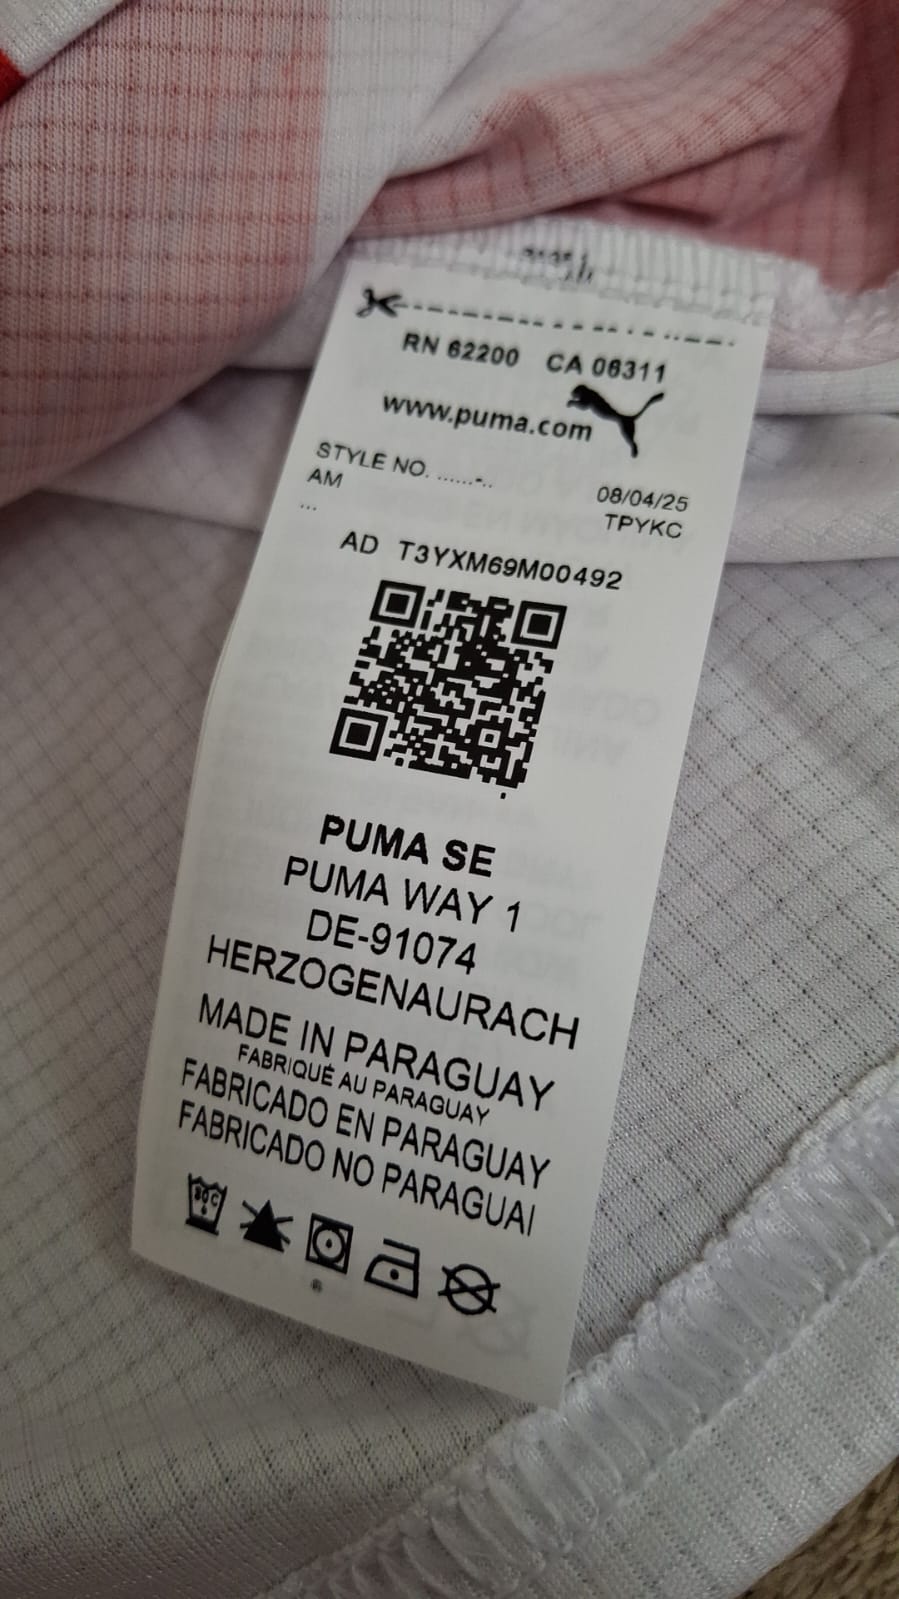 RN 62200 CA 06311
www.puma.com
STYLE NO. ......-..
08/04/25
AM
TPYKC
...
AD T3YXM69M00492
PUMA SE
PUMA WAY 1
DE-91074
HERZOGENAURACH
MADE IN PARAGUAY
FABRIQUÉ AU PARAGUAY
FABRICADO EN PARAGUAY
FABRICADO NO PARAGUAI
30C